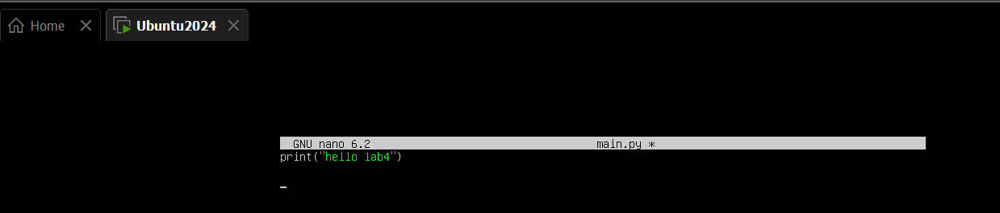 Home
Ubuntu2024
GNU nano 6.2 main.py *
print("hello lab4")